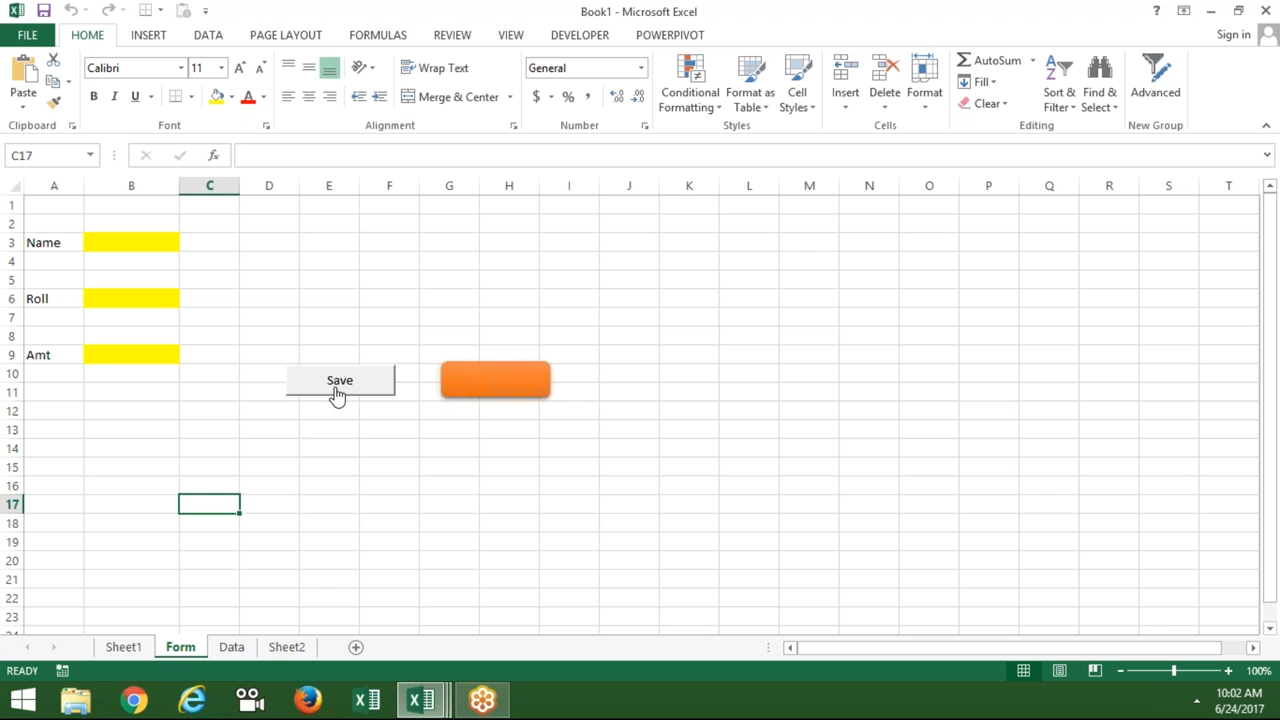 Book1 - Microsoft Excel
Sign in
FILE HOME INSERT DATA PAGE LAYOUT FORMULAS REVIEW VIEW DEVELOPER POWERPIVOT
Paste
Calibri 11
B I U
Wrap Text
Merge & Center
General
$ % ,
Conditional Formatting
Format as Table
Cell Styles
Insert
Delete
Format
AutoSum
Fill
Clear
Sort & Filter
Find & Select
Advanced
Clipboard Font Alignment Number Styles Cells Editing New Group
C17 fx
A B C D E F G H I J K L M N O P Q R S T
1
2
3 Name
4
5
6 Roll
7
8
9 Amt
10 Save
11
12
13
14
15
16
17
18
19
20
21
22
23
24
Sheet1 Form Data Sheet2
READY 100%
10:02 AM
6/24/2017